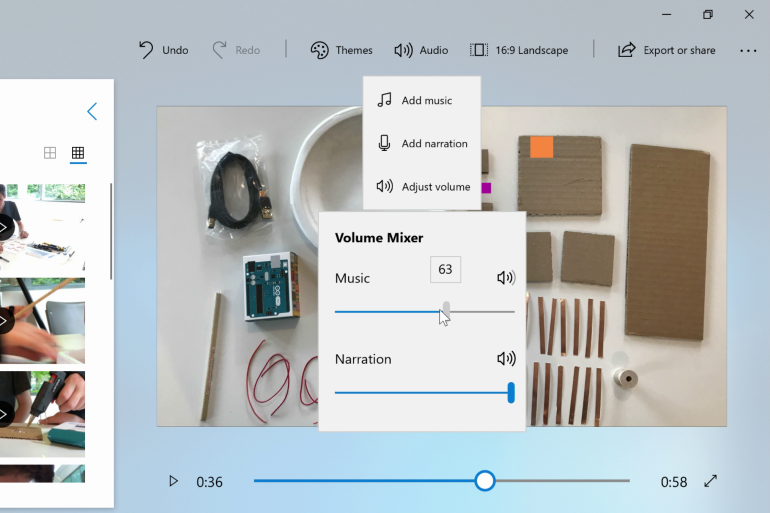 Undo
Redo
Themes
Audio
16:9 Landscape
Export or share
Add music
Add narration
Adjust volume
Volume Mixer
63
Music
Narration
0:36
0:58